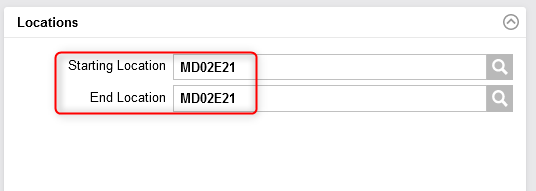 Locations
Starting Location MD02E21
End Location MD02E21